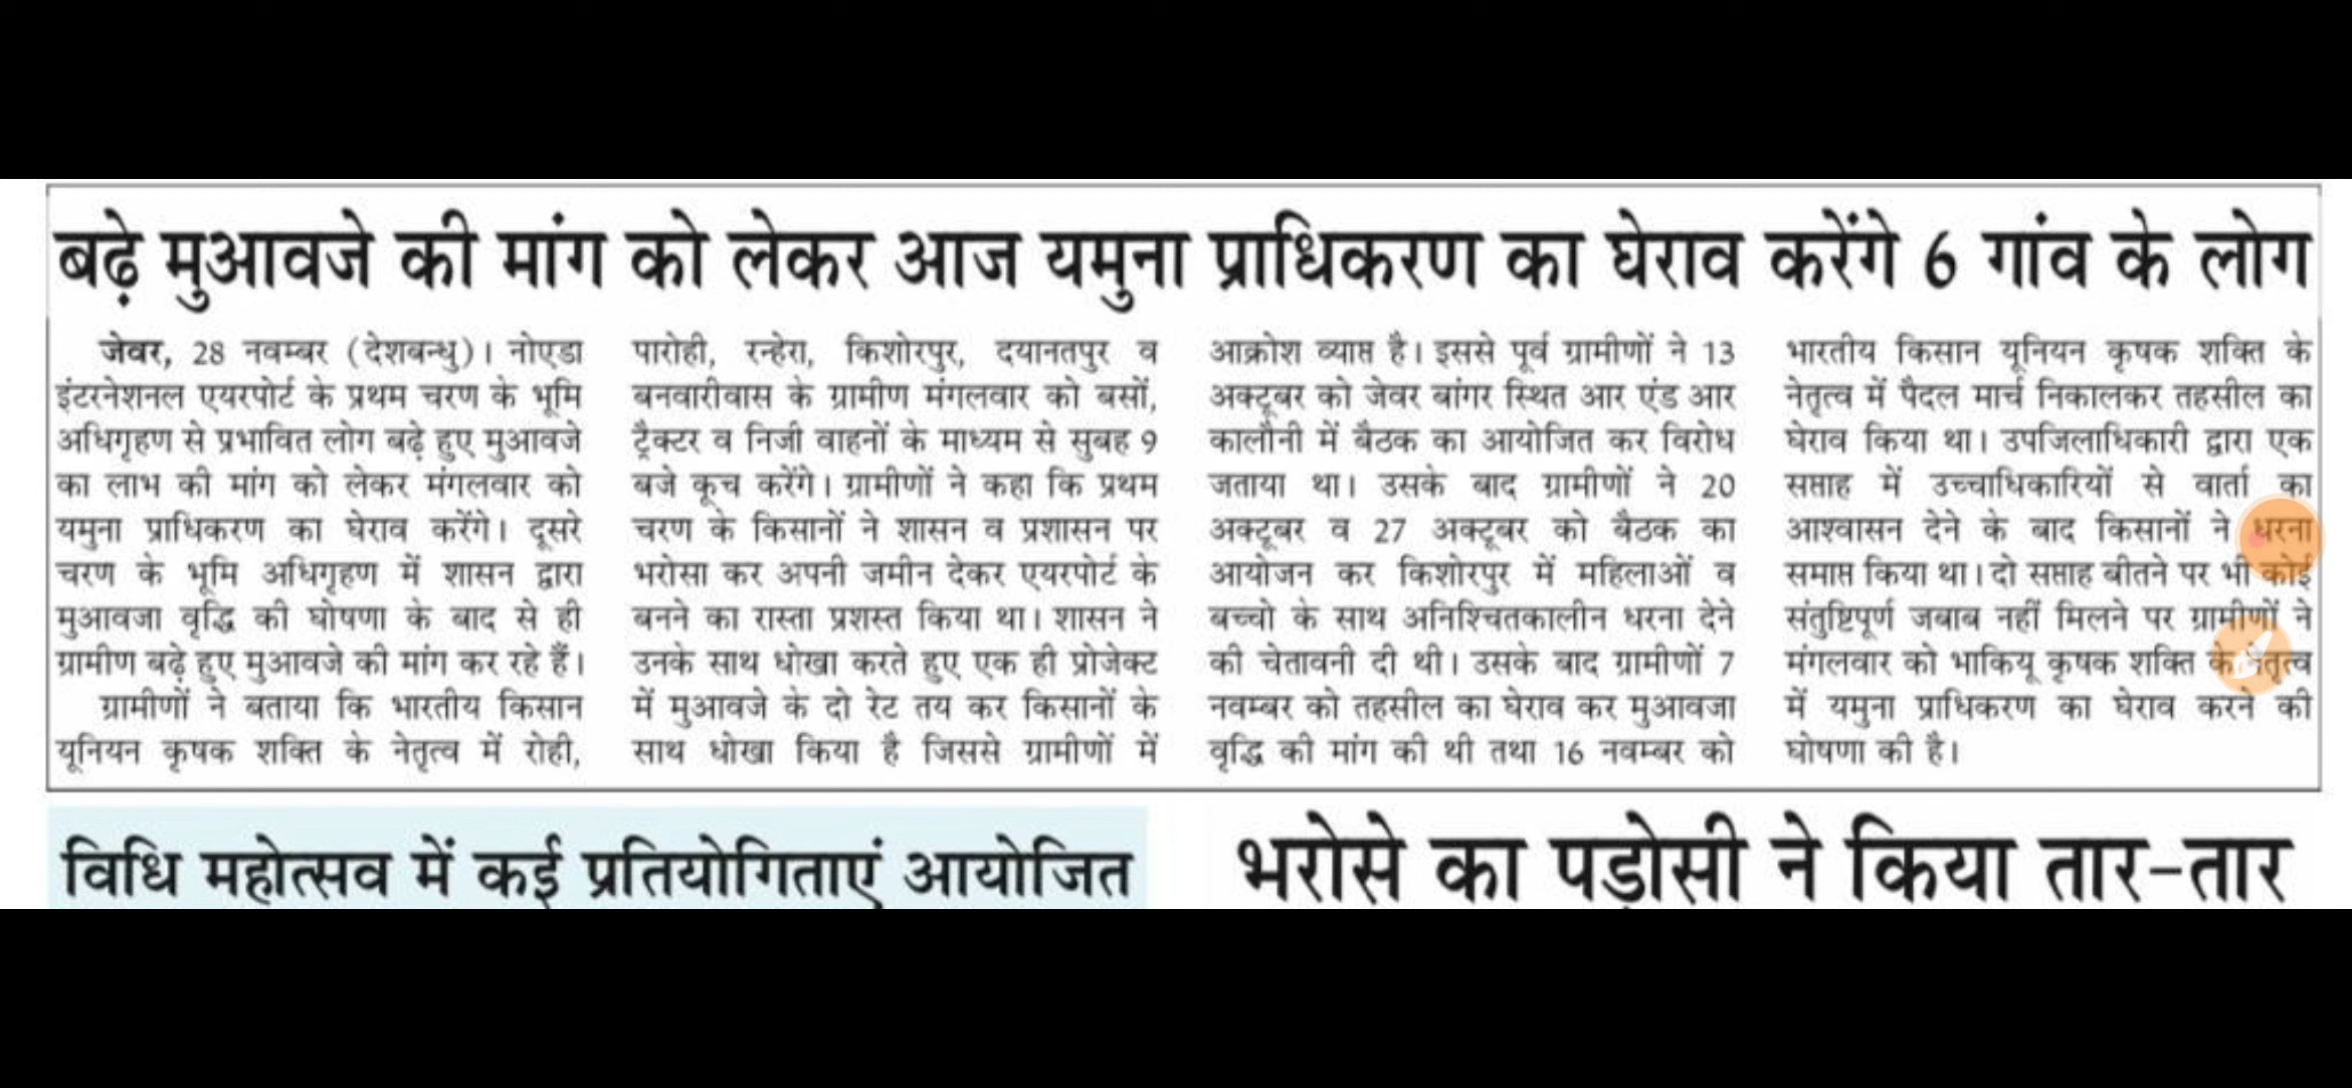 बढ़े मुआवजे की मांग को लेकर आज यमुना प्राधिकरण का घेराव करेंगे 6 गांव के लोग
जेवर, 28 नवम्बर (देशबन्धु)। नोएडा
इंटरनेशनल एयरपोर्ट के प्रथम चरण के भूमि
अधिगृहण से प्रभावित लोग बढ़े हुए मुआवजे
का लाभ की मांग को लेकर मंगलवार को
यमुना प्राधिकरण का घेराव करेंगे। दूसरे
चरण के भूमि अधिगृहण में शासन द्वारा
मुआवजा वृद्धि की घोषणा के बाद से ही
ग्रामीण बढ़े हुए मुआवजे की मांग कर रहे हैं।
ग्रामीणों ने बताया कि भारतीय किसान
यूनियन कृषक शक्ति के नेतृत्व में रोही,
पारोही, रन्हेरा, किशोरपुर, दयानतपुर व
बनवारीवास के ग्रामीण मंगलवार को बसों,
ट्रैक्टर व निजी वाहनों के माध्यम से सुबह 9
बजे कूच करेंगे। ग्रामीणों ने कहा कि प्रथम
चरण के किसानों ने शासन व प्रशासन पर
भरोसा कर अपनी जमीन देकर एयरपोर्ट के
बनने का रास्ता प्रशस्त किया था। शासन ने
उनके साथ धोखा करते हुए एक ही प्रोजेक्ट
में मुआवजे के दो रेट तय कर किसानों के
साथ धोखा किया है जिससे ग्रामीणों में
आक्रोश व्याप्त है। इससे पूर्व ग्रामीणों ने 13
अक्टूबर को जेवर बांगर स्थित आर एंड आर
कालौनी में बैठक का आयोजित कर विरोध
जताया था। उसके बाद ग्रामीणों ने 20
अक्टूबर व 27 अक्टूबर को बैठक का
आयोजन कर किशोरपुर में महिलाओं व
बच्चो के साथ अनिश्चितकालीन धरना देने
की चेतावनी दी थी। उसके बाद ग्रामीणों 7
नवम्बर को तहसील का घेराव कर मुआवजा
वृद्धि की मांग की थी तथा 16 नवम्बर को
भारतीय किसान यूनियन कृषक शक्ति के
नेतृत्व में पैदल मार्च निकालकर तहसील का
घेराव किया था। उपजिलाधिकारी द्वारा एक
सप्ताह में उच्चाधिकारियों से वार्ता का
आश्वासन देने के बाद किसानों ने धरना
समाप्त किया था। दो सप्ताह बीतने पर भी कोई
संतुष्टिपूर्ण जबाब नहीं मिलने पर ग्रामीणों ने
मंगलवार को भाकियू कृषक शक्ति के नेतृत्व
में यमुना प्राधिकरण का घेराव करने की
घोषणा की है।
विधि महोत्सव में कई प्रतियोगिताएं आयोजित
भरोसे का पड़ोसी ने किया तार-तार